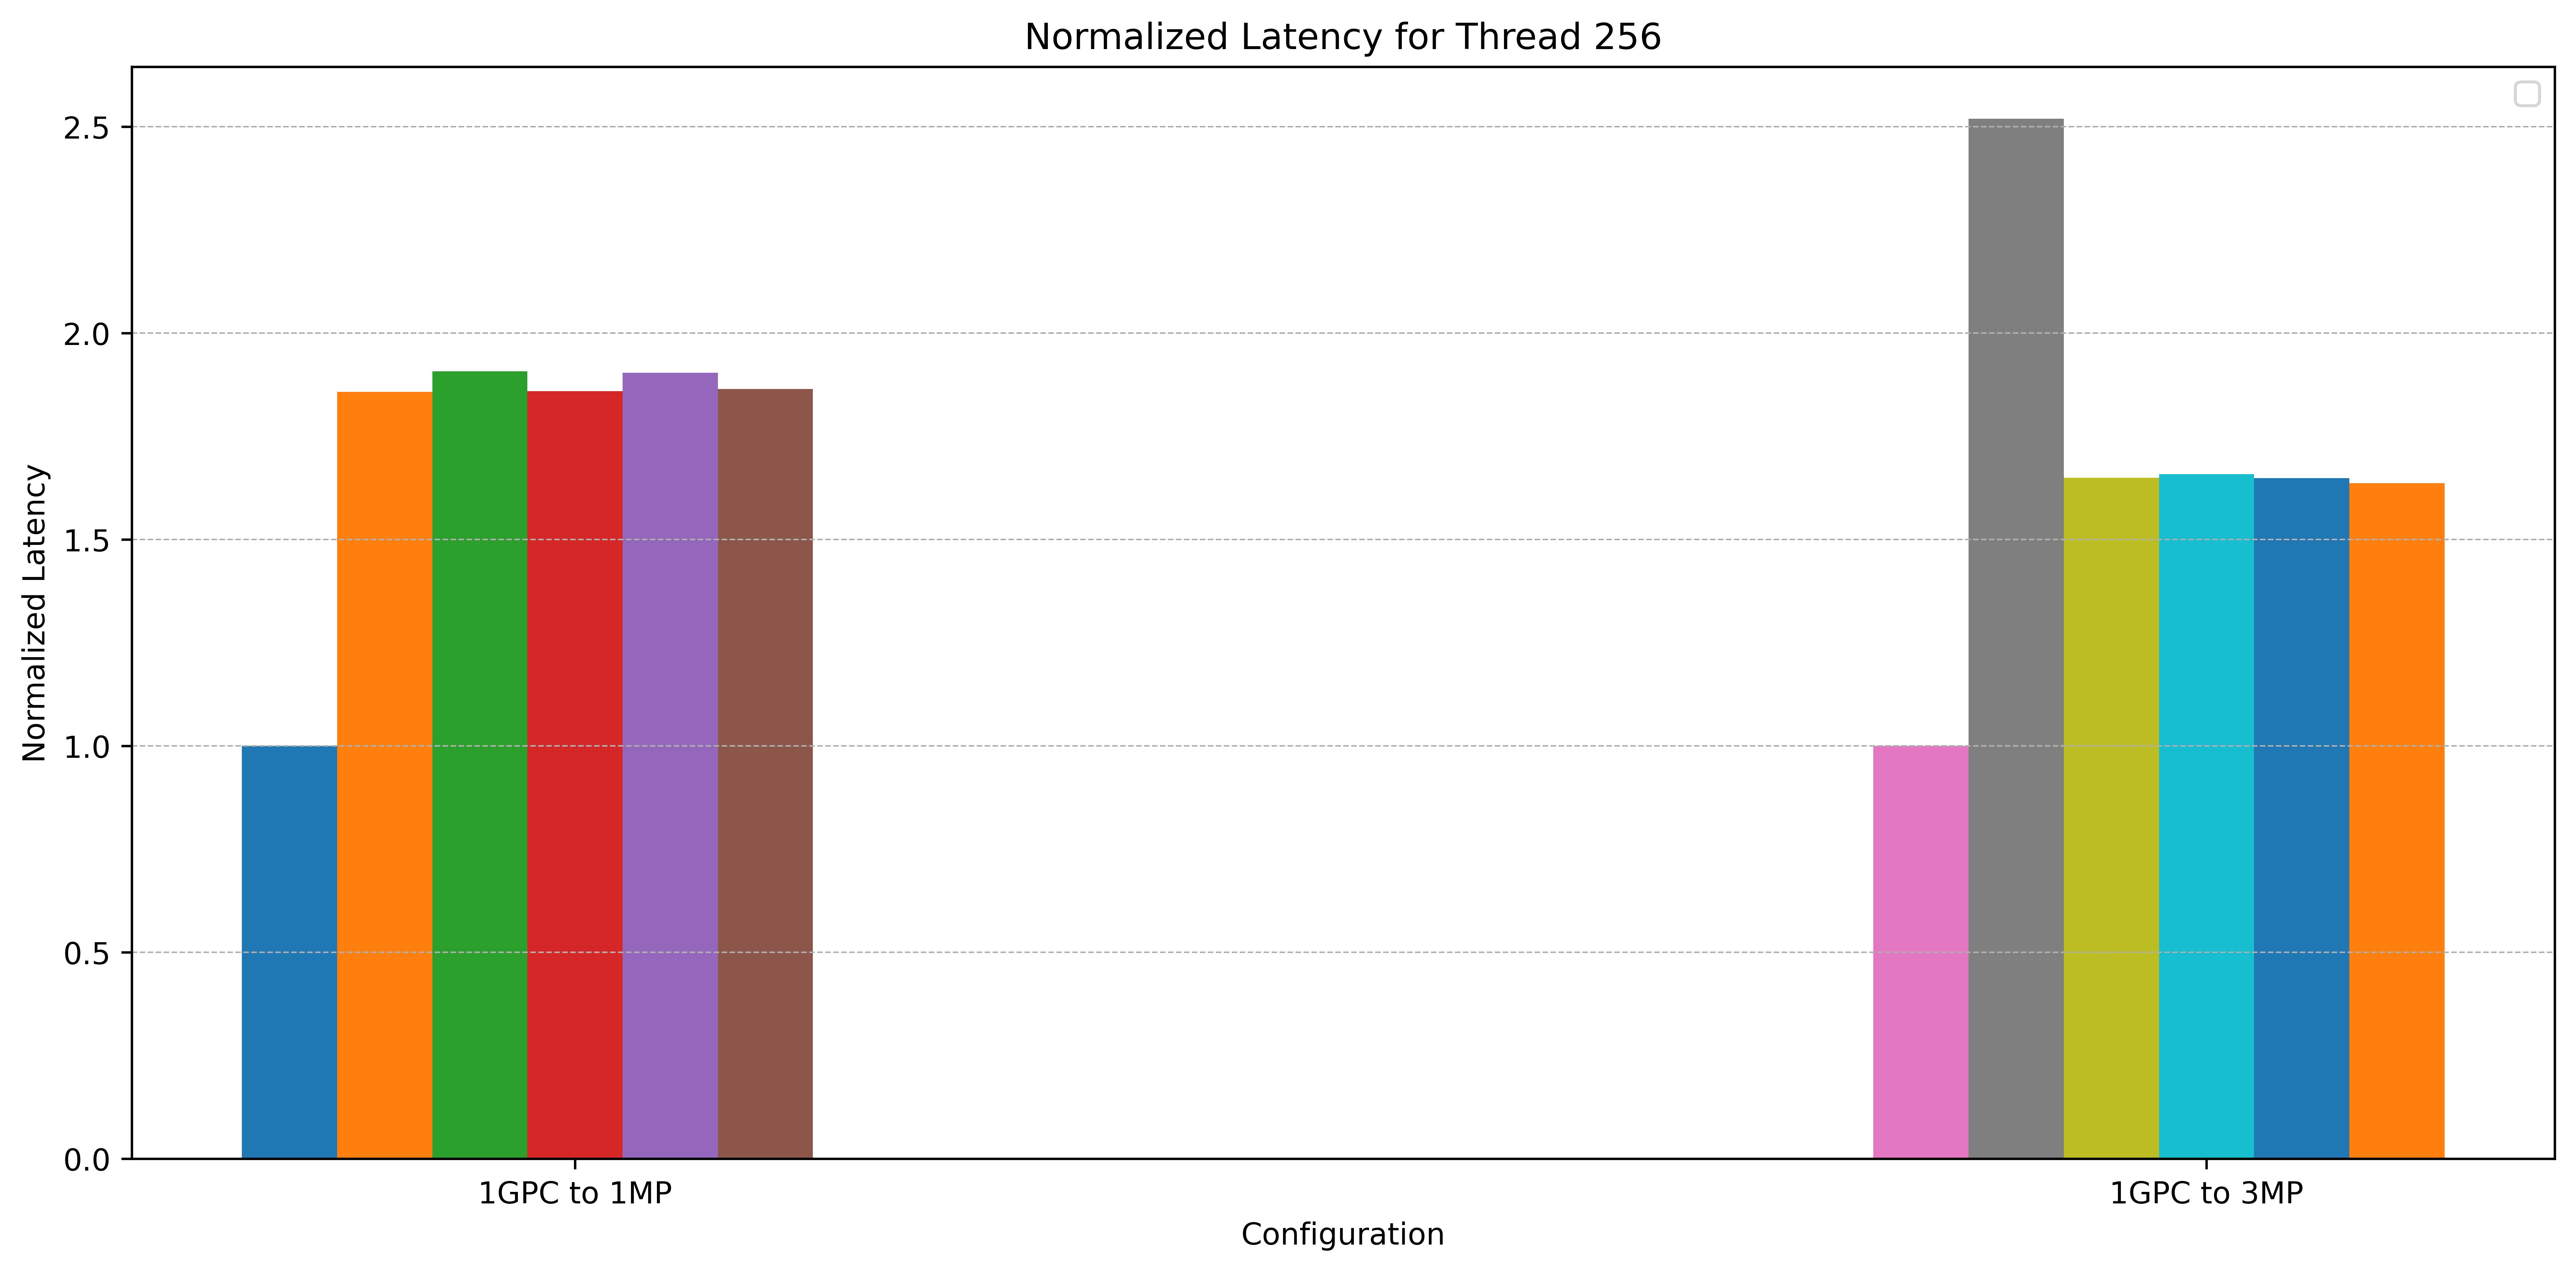 Normalized Latency for Thread 256
Normalized Latency
2.5
2.0
1.5
1.0
0.5
0.0
1GPC to 1MP
1GPC to 3MP
Configuration